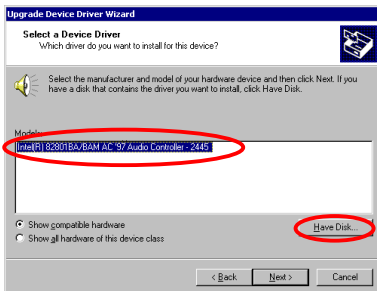 Upgrade Device Driver Wizard
Select a Device Driver
Which driver do you want to install for this device?
Select the manufacturer and model of your hardware device and then click Next. If you
have a disk that contains the driver you want to install, click Have Disk.
Models:
Intel(R) 82801BA/BAM AC '97 Audio Controller - 2445
Show compatible hardware
Show all hardware of this device class
Have Disk...
< Back
Next >
Cancel